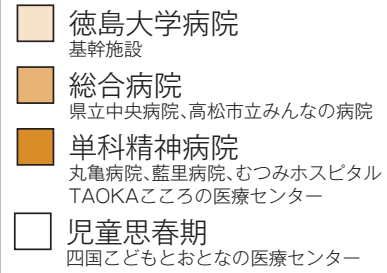 徳島大学病院
基幹施設
総合病院
県立中央病院、高松市立みんなの病院
単科精神病院
丸亀病院、藍里病院、むつみホスピタル
TAOKAこころの医療センター
児童思春期
四国こどもとおとなの医療センター